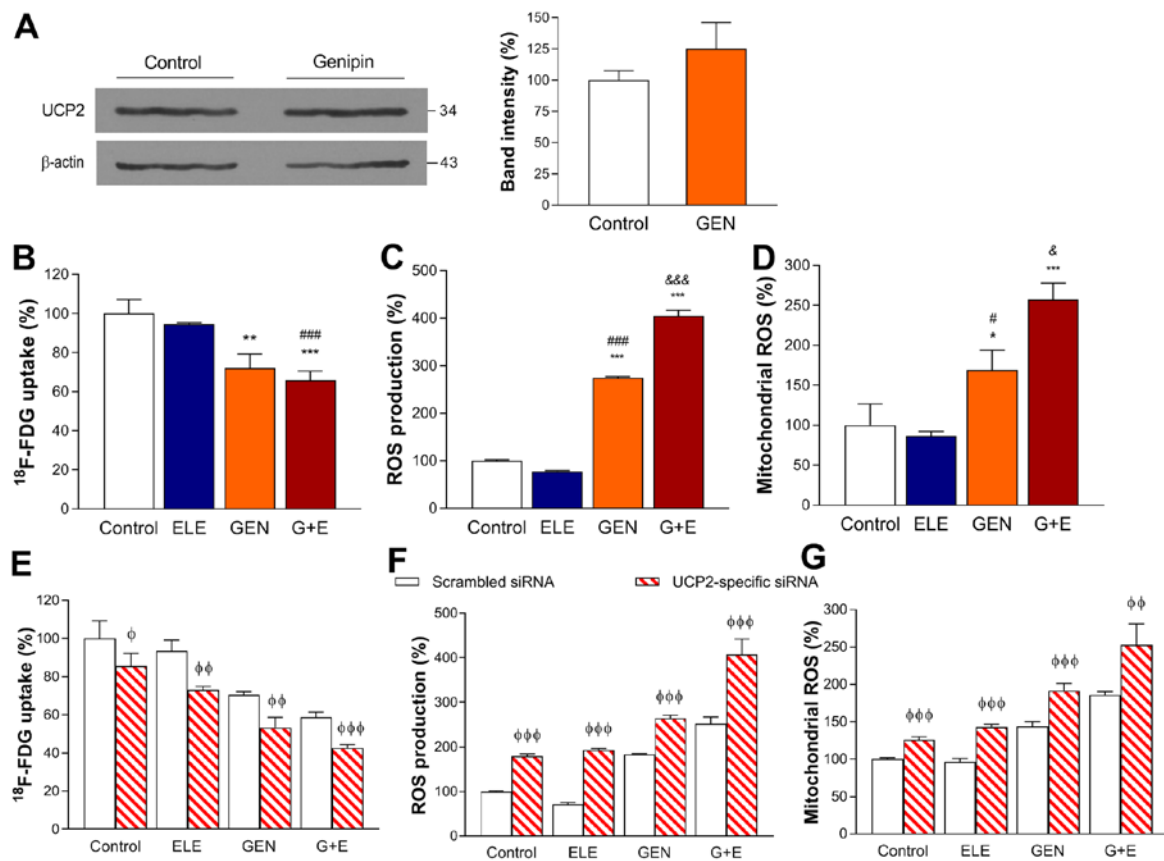 A
Control
Genipin
UCP2
34
β-actin
43
Band intensity (%)
150
125
100
75
50
25
0
Control
GEN
B
¹⁸F-FDG uptake (%)
120
100
80
60
40
20
0
**
###
***
Control
ELE
GEN
G+E
C
ROS production (%)
500
400
300
200
100
0
###
***
&&&
***
Control
ELE
GEN
G+E
D
Mitochondrial ROS (%)
300
250
200
150
100
50
0
#
*
&
***
Control
ELE
GEN
G+E
Scrambled siRNA
UCP2-specific siRNA
E
¹⁸F-FDG uptake (%)
120
100
80
60
40
20
0
ϕ
ϕϕ
ϕϕ
ϕϕϕ
Control
ELE
GEN
G+E
F
ROS production (%)
500
400
300
200
100
0
ϕϕϕ
ϕϕϕ
ϕϕϕ
ϕϕϕ
Control
ELE
GEN
G+E
G
Mitochondrial ROS (%)
300
250
200
150
100
50
0
ϕϕϕ
ϕϕϕ
ϕϕϕ
ϕϕ
Control
ELE
GEN
G+E